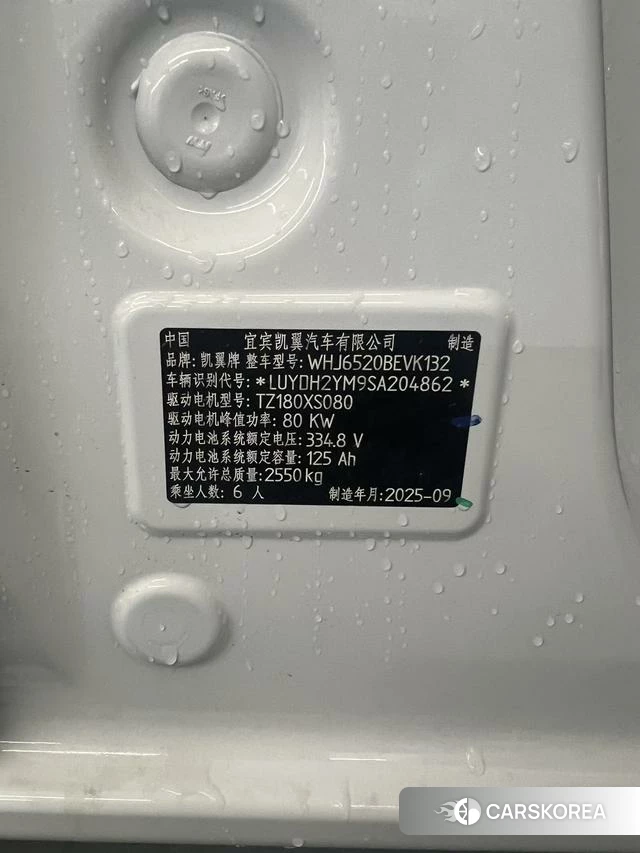 中国 宜宾凯翼汽车有限公司 制造
品牌: 凯翼牌 整车型号: WHJ6520BEVK132
车辆识别代号: *LUYDH2YM9SA204862*
驱动电机型号: TZ180XS080
驱动电机峰值功率: 80 KW
动力电池系统额定电压: 334.8 V
动力电池系统额定容量: 125 Ah
最大允许总质量: 2550 kg
乘坐人数: 6 人 制造年月: 2025-09
CARSKOREA